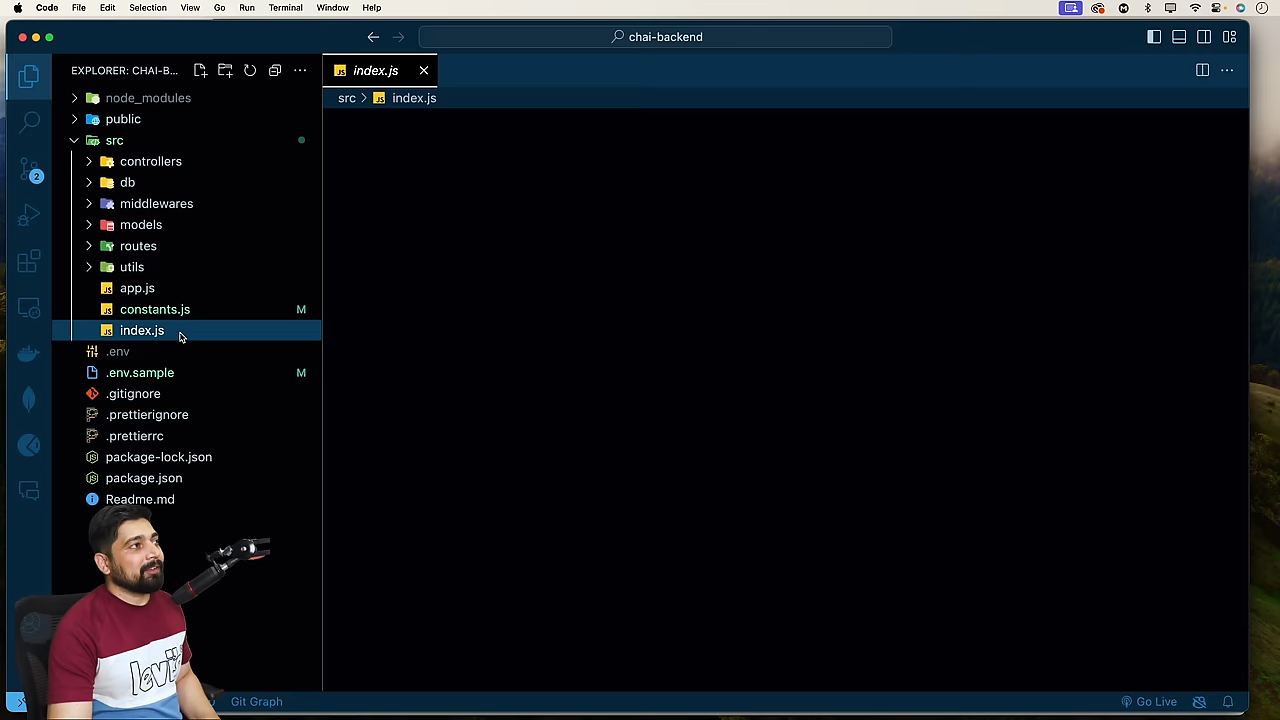 Code File Edit Selection View Go Run Terminal Window Help
chai-backend
EXPLORER: CHAI-B...
index.js
src > index.js
node_modules
public
src
controllers
db
middlewares
models
routes
utils
app.js
constants.js M
index.js
.env
.env.sample M
.gitignore
.prettierignore
.prettierrc
package-lock.json
package.json
Readme.md
2
Git Graph
Go Live